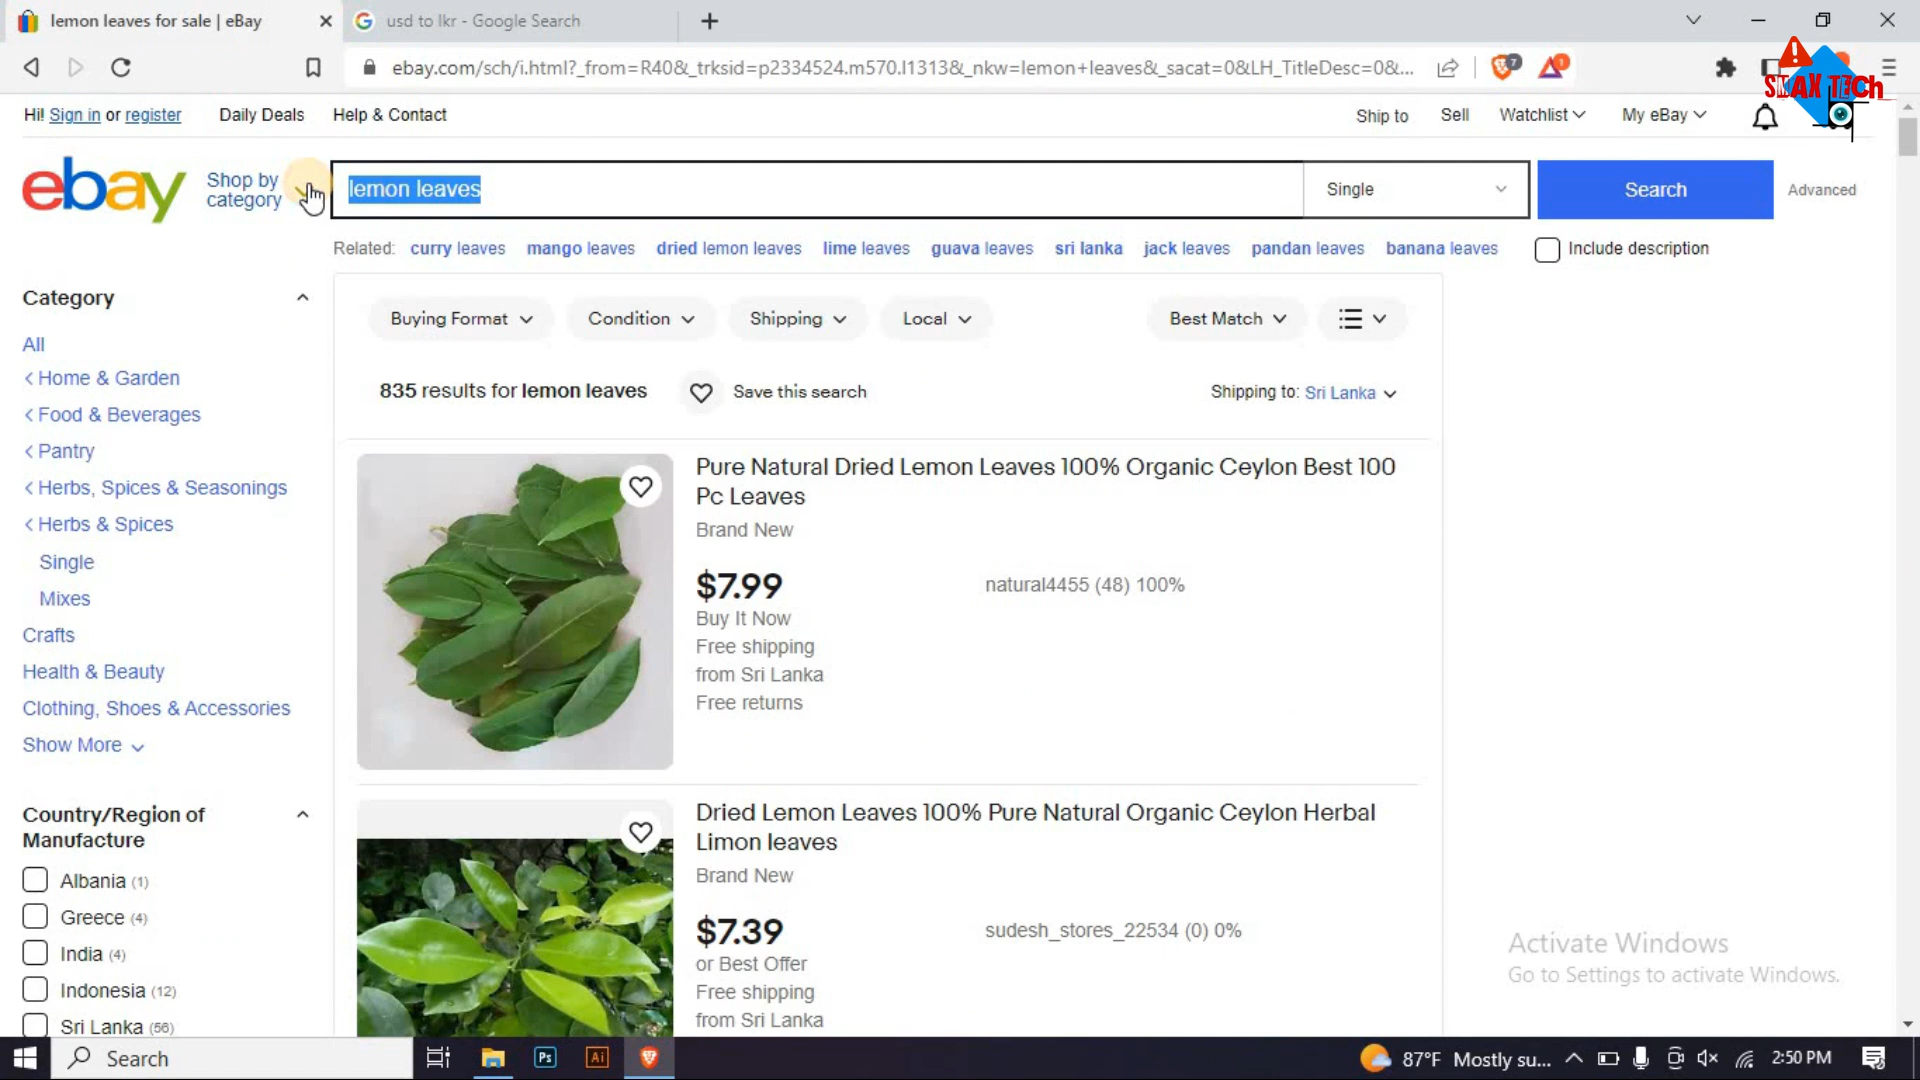 lemon leaves for sale | eBay
usd to lkr - Google Search
ebay.com/sch/i.html?_from=R40&_trksid=p2334524.m570.l1313&_nkw=lemon+leaves&_sacat=0&LH_TitleDesc=0&...
7
1
SMAX TECh
Hi! Sign in or register
Daily Deals
Help & Contact
Ship to
Sell
Watchlist
My eBay
ebay
Shop by category
lemon leaves
Single
Search
Advanced
Related: curry leaves mango leaves dried lemon leaves lime leaves guava leaves sri lanka jack leaves pandan leaves banana leaves
Include description
Category
All
Home & Garden
Food & Beverages
Pantry
Herbs, Spices & Seasonings
Herbs & Spices
Single
Mixes
Crafts
Health & Beauty
Clothing, Shoes & Accessories
Show More
Country/Region of
Manufacture
Albania (1)
Greece (4)
India (4)
Indonesia (12)
Sri Lanka (56)
Buying Format
Condition
Shipping
Local
Best Match
835 results for lemon leaves
Save this search
Shipping to: Sri Lanka
Pure Natural Dried Lemon Leaves 100% Organic Ceylon Best 100
Pc Leaves
Brand New
$7.99
natural4455 (48) 100%
Buy It Now
Free shipping
from Sri Lanka
Free returns
Dried Lemon Leaves 100% Pure Natural Organic Ceylon Herbal
Limon leaves
Brand New
$7.39
sudesh_stores_22534 (0) 0%
or Best Offer
Free shipping
from Sri Lanka
Activate Windows
Go to Settings to activate Windows.
Search
Ps
Ai
87°F Mostly su...
2:50 PM